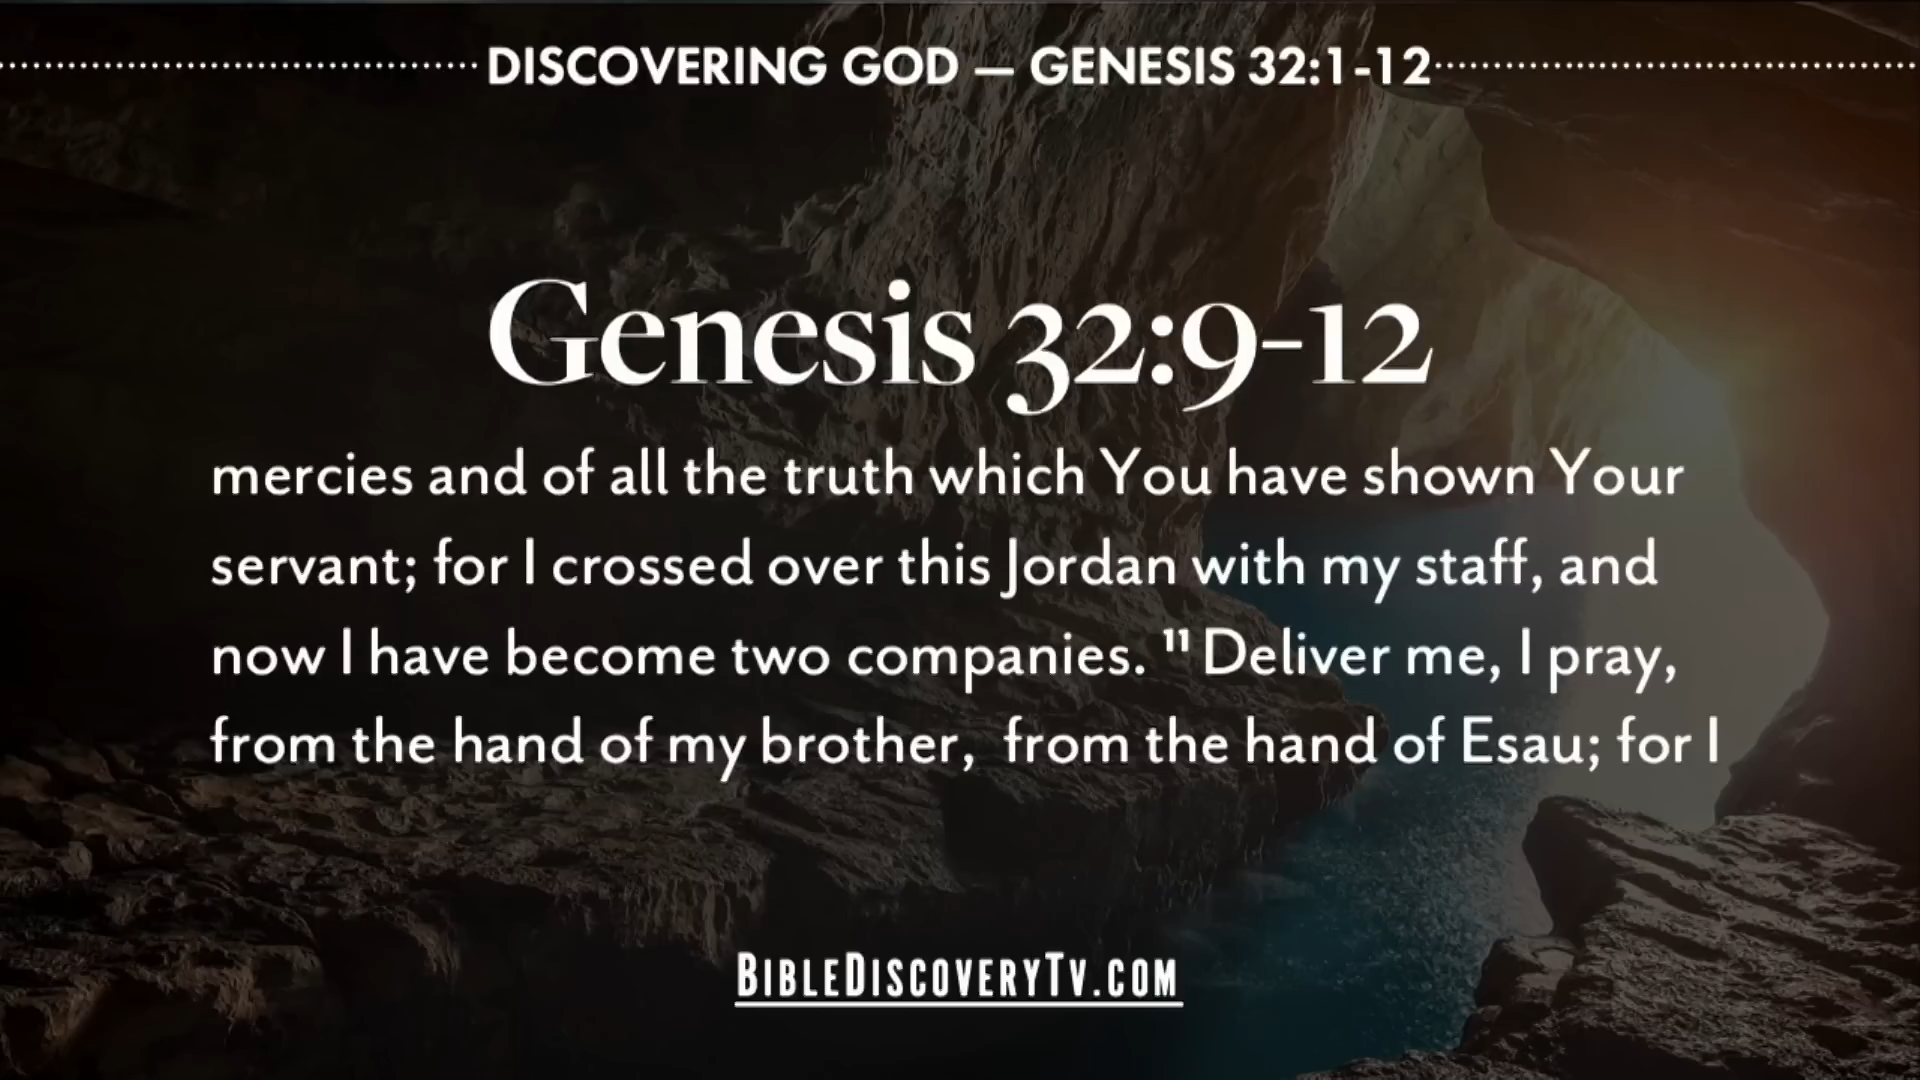 DISCOVERING GOD — GENESIS 32:1-12
Genesis 32:9-12
mercies and of all the truth which You have shown Your
servant; for I crossed over this Jordan with my staff, and
now I have become two companies. ¹¹ Deliver me, I pray,
from the hand of my brother,  from the hand of Esau; for I
BIBLEDISCOVERYTV.COM